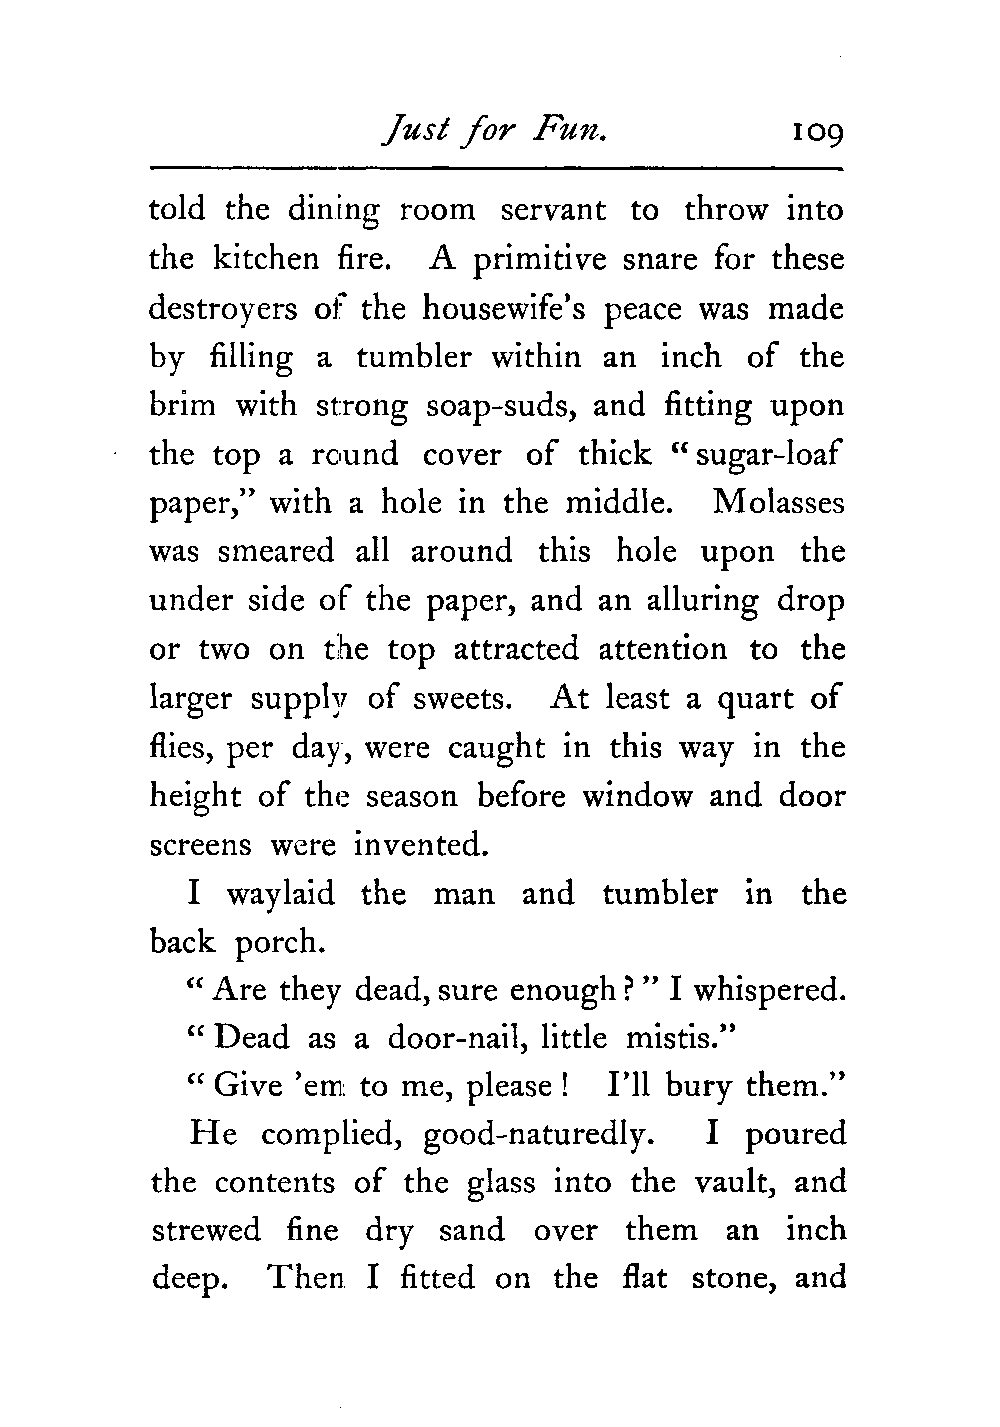 Just for Fun. 109
told the dining room servant to throw into
the kitchen fire. A primitive snare for these
destroyers of the housewife's peace was made
by filling a tumbler within an inch of the
brim with strong soap-suds, and fitting upon
the top a round cover of thick "sugar-loaf
paper," with a hole in the middle. Molasses
was smeared all around this hole upon the
under side of the paper, and an alluring drop
or two on the top attracted attention to the
larger supply of sweets. At least a quart of
flies, per day, were caught in this way in the
height of the season before window and door
screens were invented.
I waylaid the man and tumbler in the
back porch.
"Are they dead, sure enough?" I whispered.
"Dead as a door-nail, little mistis."
"Give 'em to me, please! I'll bury them."
He complied, good-naturedly. I poured
the contents of the glass into the vault, and
strewed fine dry sand over them an inch
deep. Then I fitted on the flat stone, and